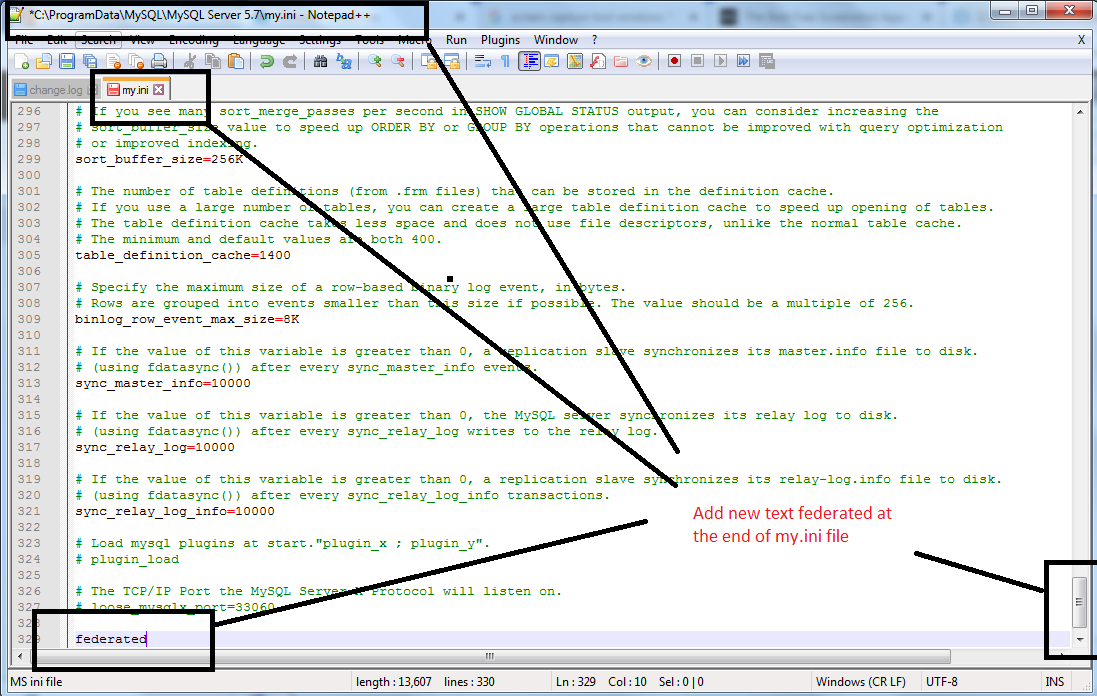 *C:\ProgramData\MySQL\MySQL Server 5.7\my.ini - Notepad++
File Edit Search View Encoding Language Settings Tools Macro Run Plugins Window ? X
change.log my.ini
296 # If you see many sort_merge_passes per second in SHOW GLOBAL STATUS output, you can consider increasing the
297 # sort_buffer_size value to speed up ORDER BY or GROUP BY operations that cannot be improved with query optimization
298 # or improved indexing.
299 sort_buffer_size=256K
300
301 # The number of table definitions (from .frm files) that can be stored in the definition cache.
302 # If you use a large number of tables, you can create a large table definition cache to speed up opening of tables.
303 # The table definition cache takes less space and does not use file descriptors, unlike the normal table cache.
304 # The minimum and default values are both 400.
305 table_definition_cache=1400
306
307 # Specify the maximum size of a row-based binary log event, in bytes.
308 # Rows are grouped into events smaller than this size if possible. The value should be a multiple of 256.
309 binlog_row_event_max_size=8K
310
311 # If the value of this variable is greater than 0, a replication slave synchronizes its master.info file to disk.
312 # (using fdatasync()) after every sync_master_info events.
313 sync_master_info=10000
314
315 # If the value of this variable is greater than 0, the MySQL server synchronizes its relay log to disk.
316 # (using fdatasync()) after every sync_relay_log writes to the relay log.
317 sync_relay_log=10000
318
319 # If the value of this variable is greater than 0, a replication slave synchronizes its relay-log.info file to disk.
320 # (using fdatasync()) after every sync_relay_log_info transactions.
321 sync_relay_log_info=10000
322
323 # Load mysql plugins at start."plugin_x ; plugin_y".
324 # plugin_load
325
326 # The TCP/IP Port the MySQL Server X Protocol will listen on.
327 # loose_mysqlx_port=33060
328
329 federated
Add new text federated at
the end of my.ini file
MS ini file length : 13,607 lines : 330 Ln : 329 Col : 10 Sel : 0 | 0 Windows (CR LF) UTF-8 INS